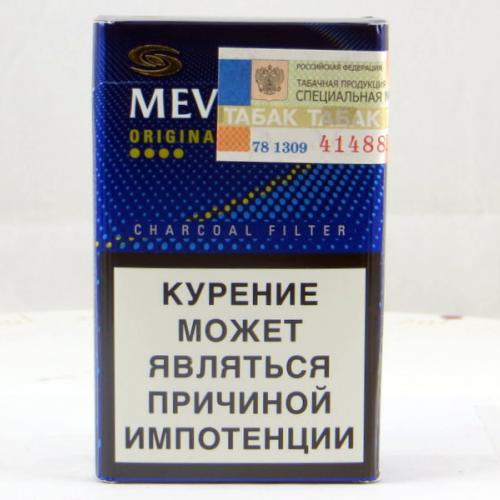 РОССИЙСКАЯ ФЕДЕРАЦИЯ
ТАБАЧНАЯ ПРОДУКЦИЯ
СПЕЦИАЛЬНАЯ М
MEV
ТАБАК ТАБАК
ORIGINA
78 1309 41488
CHARCOAL FILTER
КУРЕНИЕ
МОЖЕТ
ЯВЛЯТЬСЯ
ПРИЧИНОЙ
ИМПОТЕНЦИИ